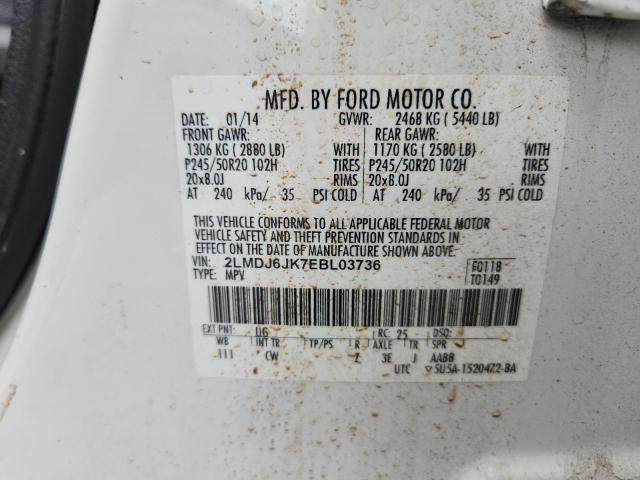 MFD. BY FORD MOTOR CO.
DATE: 01/14 GVWR: 2468 KG ( 5440 LB)
FRONT GAWR: REAR GAWR:
1306 KG ( 2880 LB) WITH 1170 KG ( 2580 LB) WITH
P245/50R20 102H TIRES P245/50R20 102H TIRES
20x8.0J RIMS 20x8.0J RIMS
AT 240 kPa/ 35 PSI COLD AT 240 kPa/ 35 PSI COLD
THIS VEHICLE CONFORMS TO ALL APPLICABLE FEDERAL MOTOR
VEHICLE SAFETY AND THEFT PREVENTION STANDARDS IN
EFFECT ON THE DATE OF MANUFACTURE SHOWN ABOVE.
VIN: 2LMDJ6JK7EBL03736 F0118
TYPE: MPV T0149
EXT PNT: UG RC: 25 DSO:
WB INT TR TP/PS R AXLE TR SPR
111 CW Z 3E J AABB
UTC ▽5U5A-1520472-BA